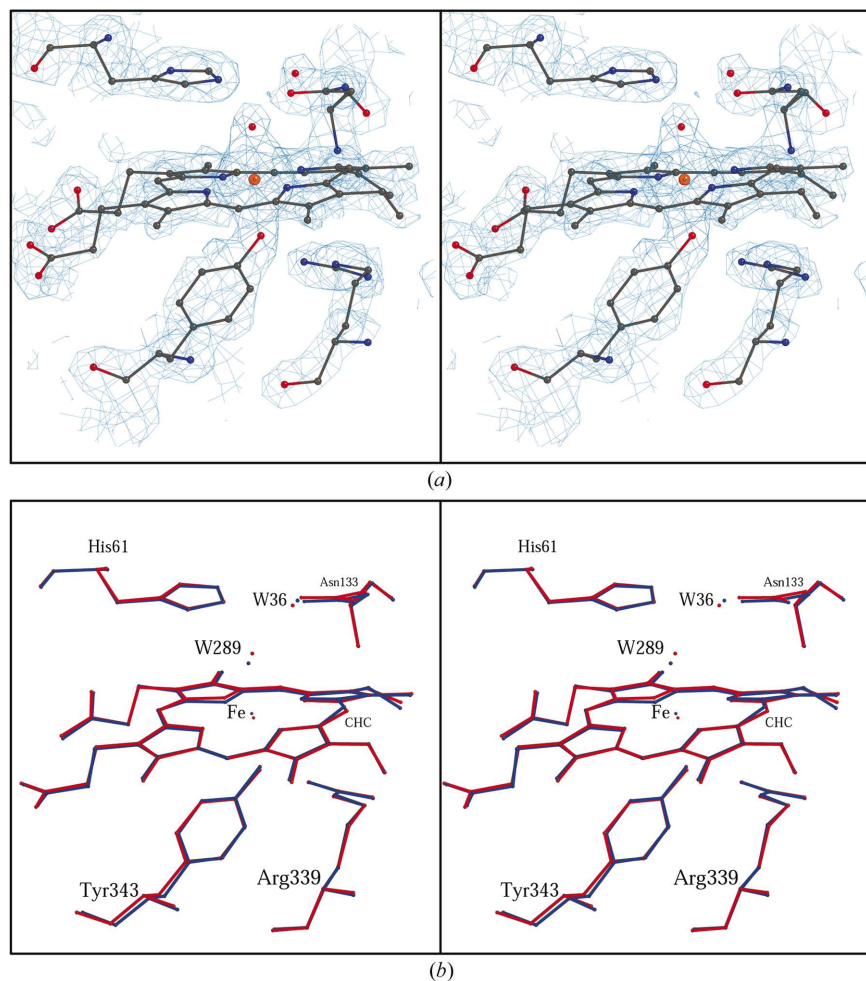 (a)
His61 His61
Asn133 Asn133
W36 W36
W289 W289
Fe Fe
CHC CHC
Arg339 Arg339
Tyr343 Tyr343
(b)